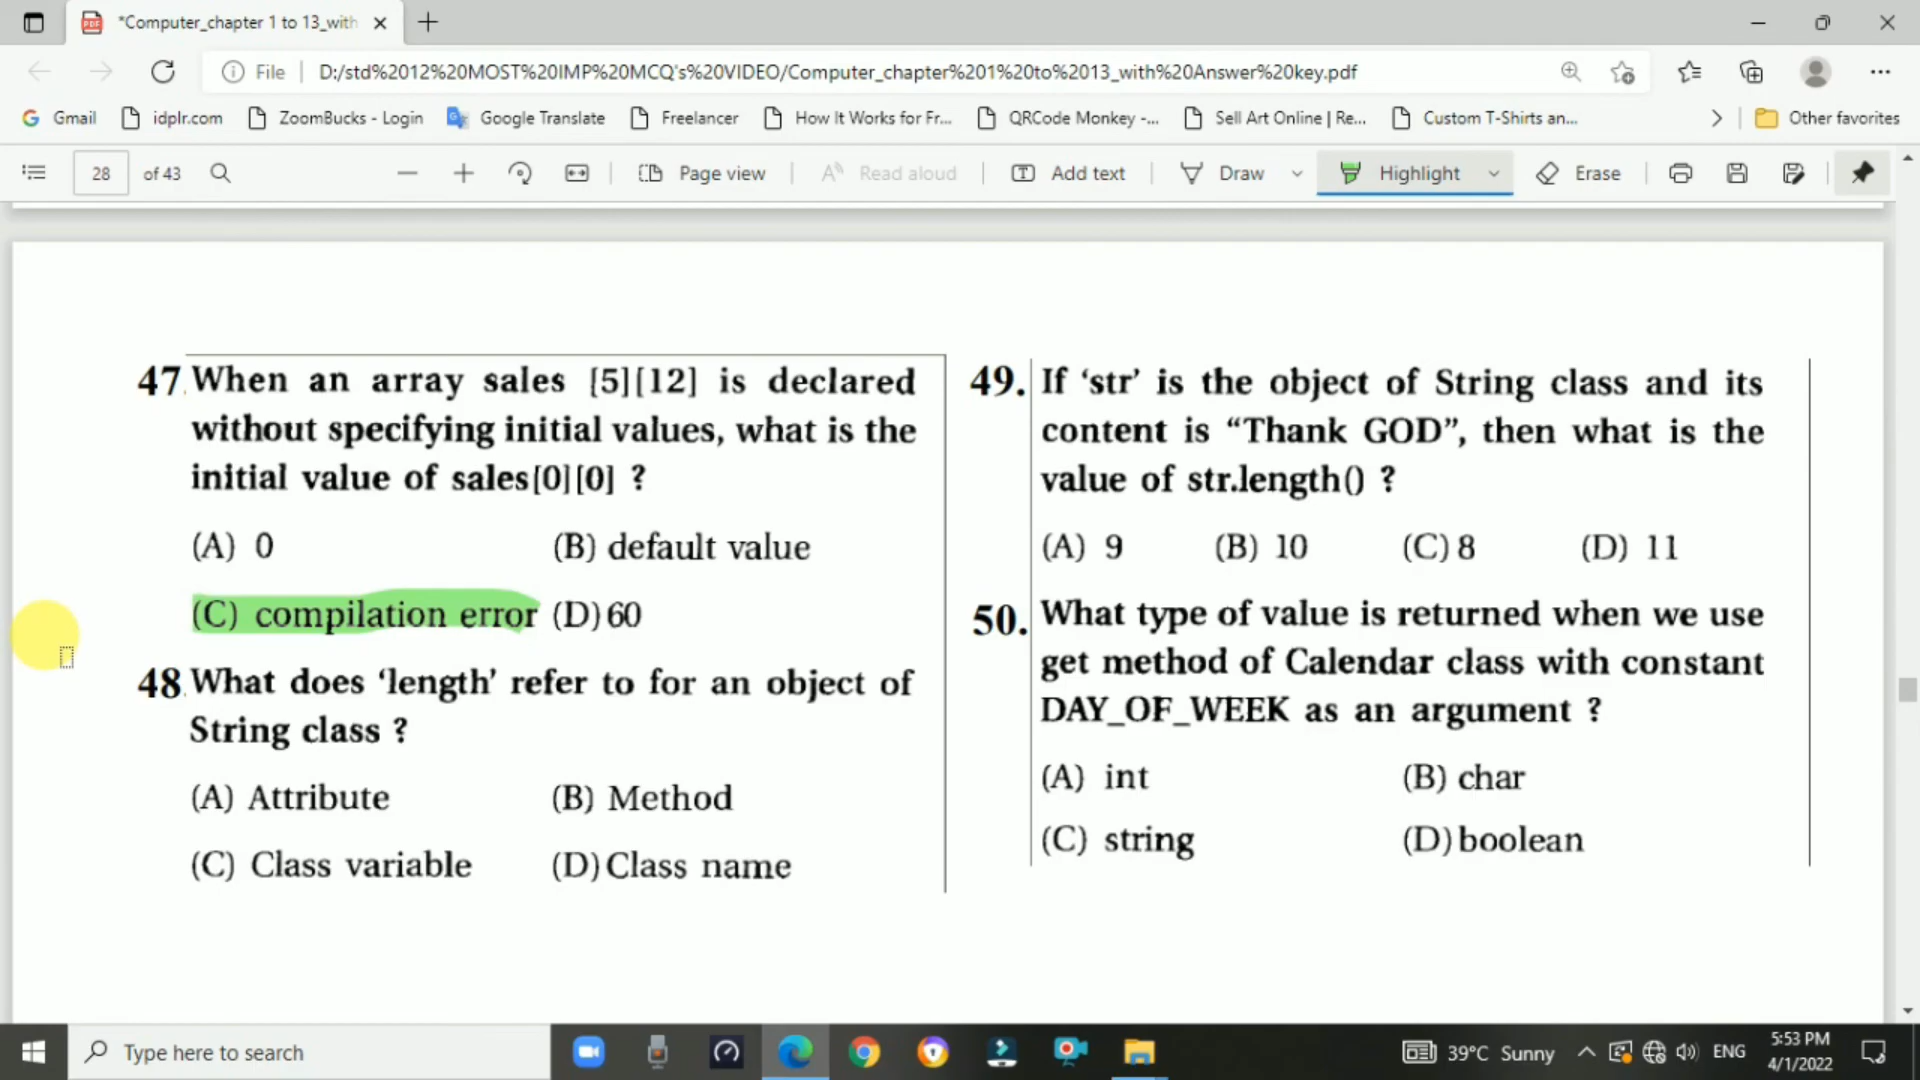 *Computer_chapter 1 to 13_with
File
D:/std%2012%20MOST%20IMP%20MCQ's%20VIDEO/Computer_chapter%201%20to%2013_with%20Answer%20key.pdf
Gmail
idplr.com
ZoomBucks - Login
Google Translate
Freelancer
How It Works for Fr...
QRCode Monkey -...
Sell Art Online | Re...
Custom T-Shirts an...
Other favorites
28 of 43
Page view
Read aloud
Add text
Draw
Highlight
Erase
47. When an array sales [5][12] is declared
without specifying initial values, what is the
initial value of sales[0][0] ?
(A) 0 (B) default value
(C) compilation error (D) 60
48. What does ‘length’ refer to for an object of
String class ?
(A) Attribute (B) Method
(C) Class variable (D) Class name
49. If ‘str’ is the object of String class and its
content is “Thank GOD”, then what is the
value of str.length() ?
(A) 9 (B) 10 (C) 8 (D) 11
50. What type of value is returned when we use
get method of Calendar class with constant
DAY_OF_WEEK as an argument ?
(A) int (B) char
(C) string (D) boolean
Type here to search
39°C Sunny
ENG
5:53 PM
4/1/2022